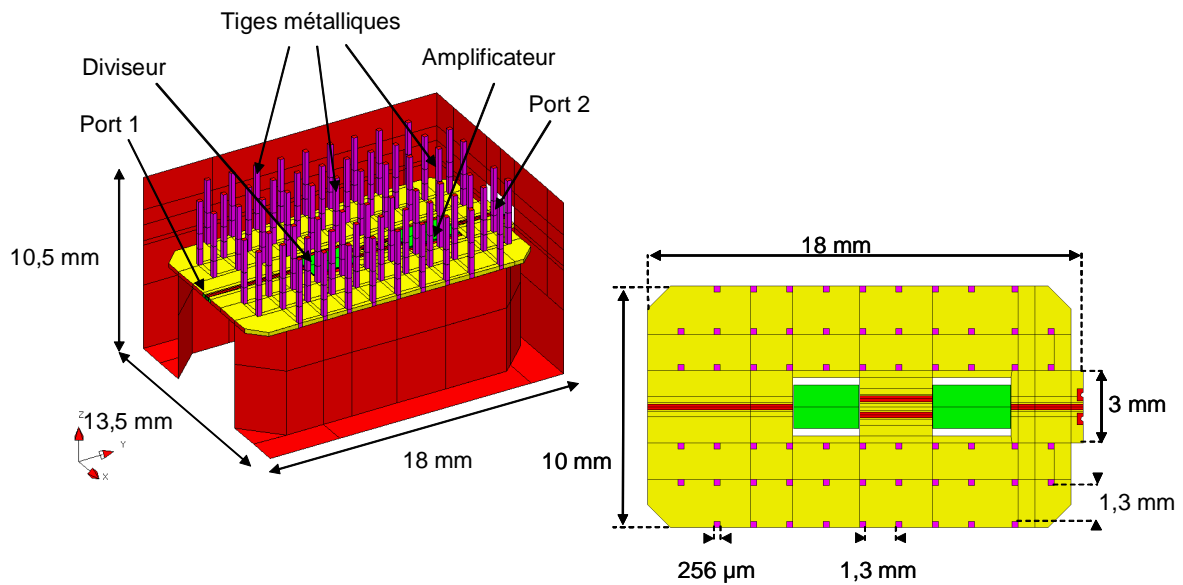 Tiges métalliques
Diviseur
Amplificateur
Port 1
Port 2
10,5 mm
13,5 mm
18 mm
Z
Y
X
18 mm
10 mm
3 mm
1,3 mm
256 µm
1,3 mm